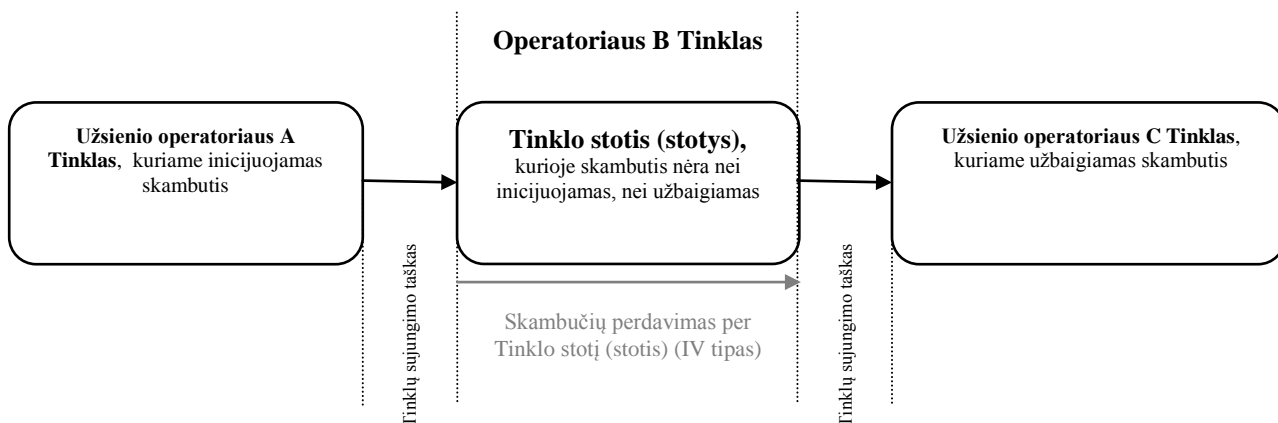 Operatoriaus B Tinklas
Užsienio operatoriaus A
Tinklas, kuriame inicijuojamas
skambutis
Tinklo stotis (stotys),
kurioje skambutis nėra nei
inicijuojamas, nei užbaigiamas
Užsienio operatoriaus C Tinklas,
kuriame užbaigiamas skambutis
Tinklų sujungimo taškas
Skambučių perdavimas per
Tinklo stotį (stotis) (IV tipas)
Tinklų sujungimo taškas